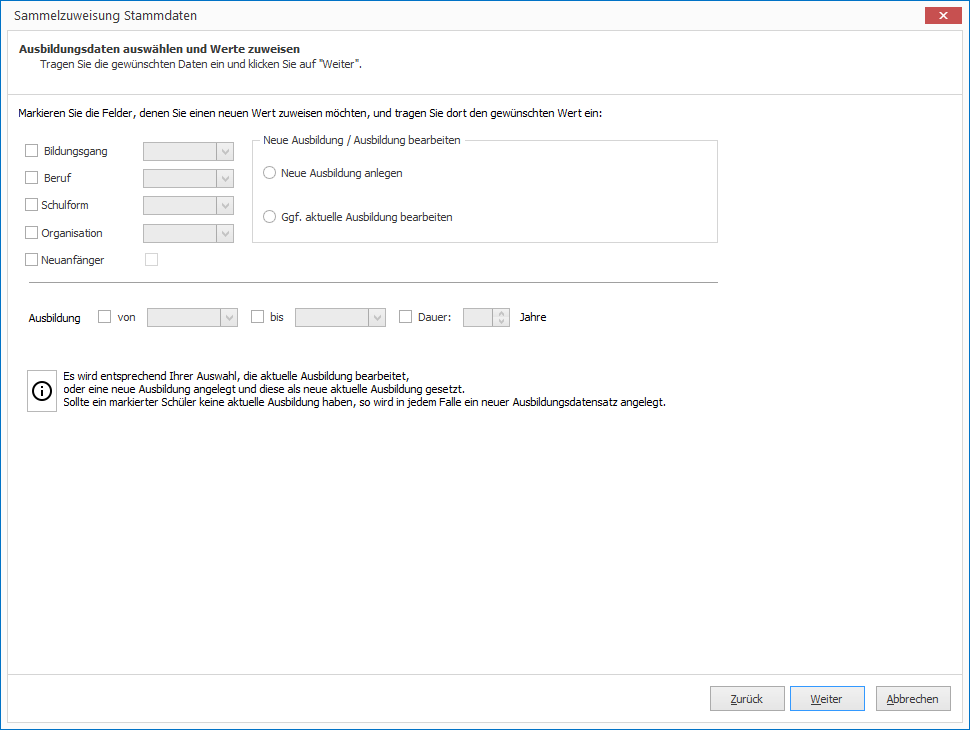 Sammelzuweisung Stammdaten
Ausbildungsdaten auswählen und Werte zuweisen
Tragen Sie die gewünschten Daten ein und klicken Sie auf "Weiter".
Markieren Sie die Felder, denen Sie einen neuen Wert zuweisen möchten, und tragen Sie dort den gewünschten Wert ein:
Bildungsgang
Beruf
Schulform
Organisation
Neuanfänger
Neue Ausbildung / Ausbildung bearbeiten
Neue Ausbildung anlegen
Ggf. aktuelle Ausbildung bearbeiten
Ausbildung von bis Dauer: Jahre
Es wird entsprechend Ihrer Auswahl, die aktuelle Ausbildung bearbeitet,
oder eine neue Ausbildung angelegt und diese als neue aktuelle Ausbildung gesetzt.
Sollte ein markierter Schüler keine aktuelle Ausbildung haben, so wird in jedem Falle ein neuer Ausbildungsdatensatz angelegt.
Zurück Weiter Abbrechen